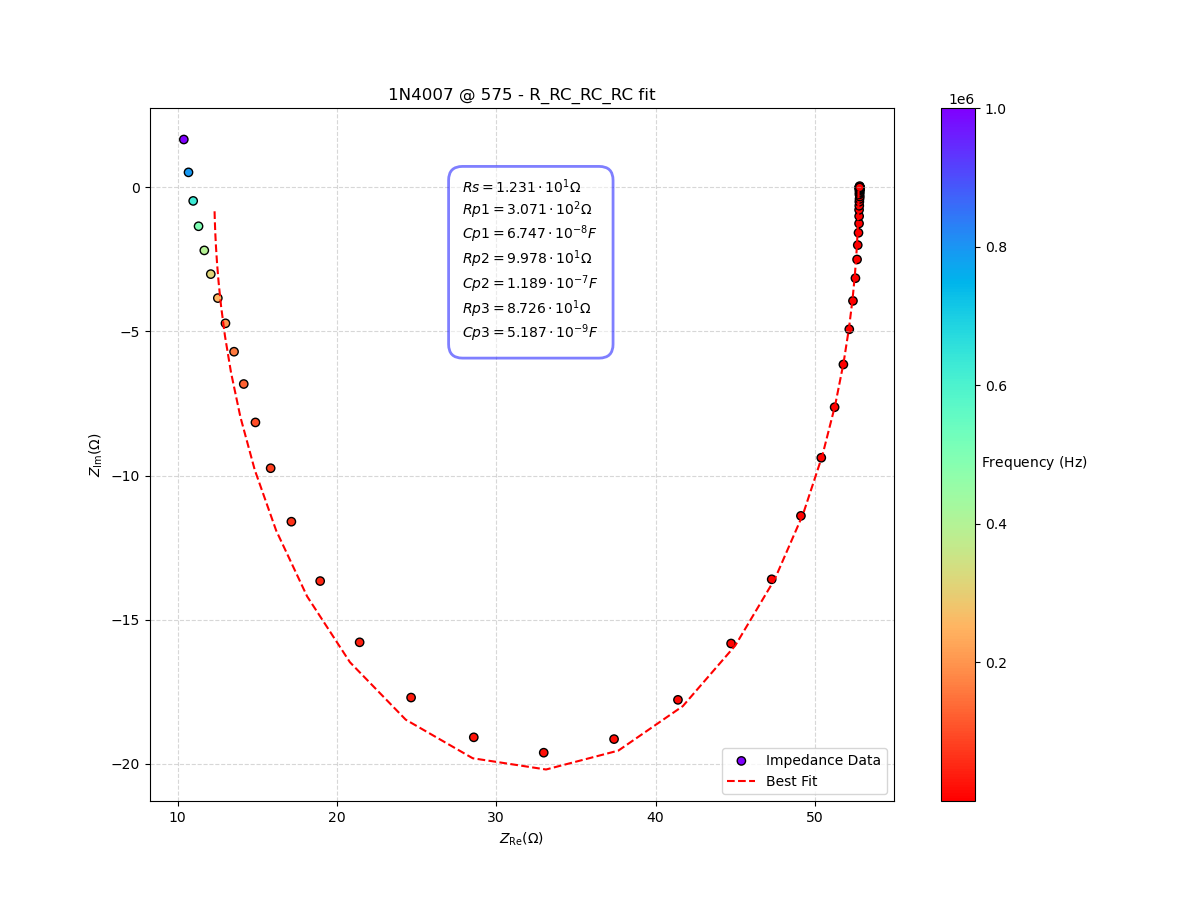 1N4007 @ 575 - R_RC_RC_RC fit
1e6
1.0
0.8
0.6
0.4
0.2
Frequency (Hz)
0
−5
−10
−15
−20
Z_Im(Ω)
Rs = 1.231 · 10^1Ω
Rp1 = 3.071 · 10^2Ω
Cp1 = 6.747 · 10^−8F
Rp2 = 9.978 · 10^1Ω
Cp2 = 1.189 · 10^−7F
Rp3 = 8.726 · 10^1Ω
Cp3 = 5.187 · 10^−9F
Impedance Data
Best Fit
10 20 30 40 50
Z_Re(Ω)